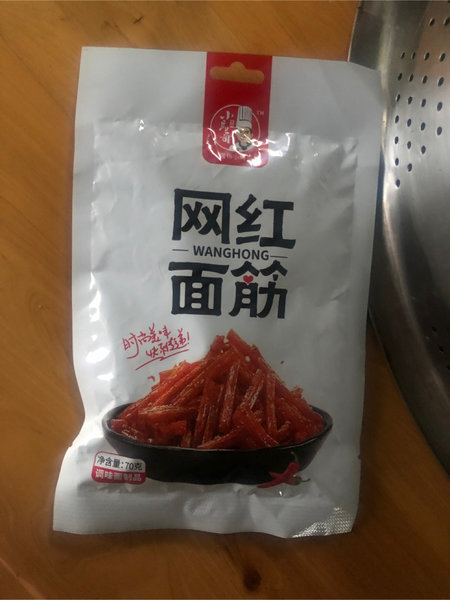 TM
网红
WANGHONG
面筋
时尚美味
净含量:70克
调味面制品